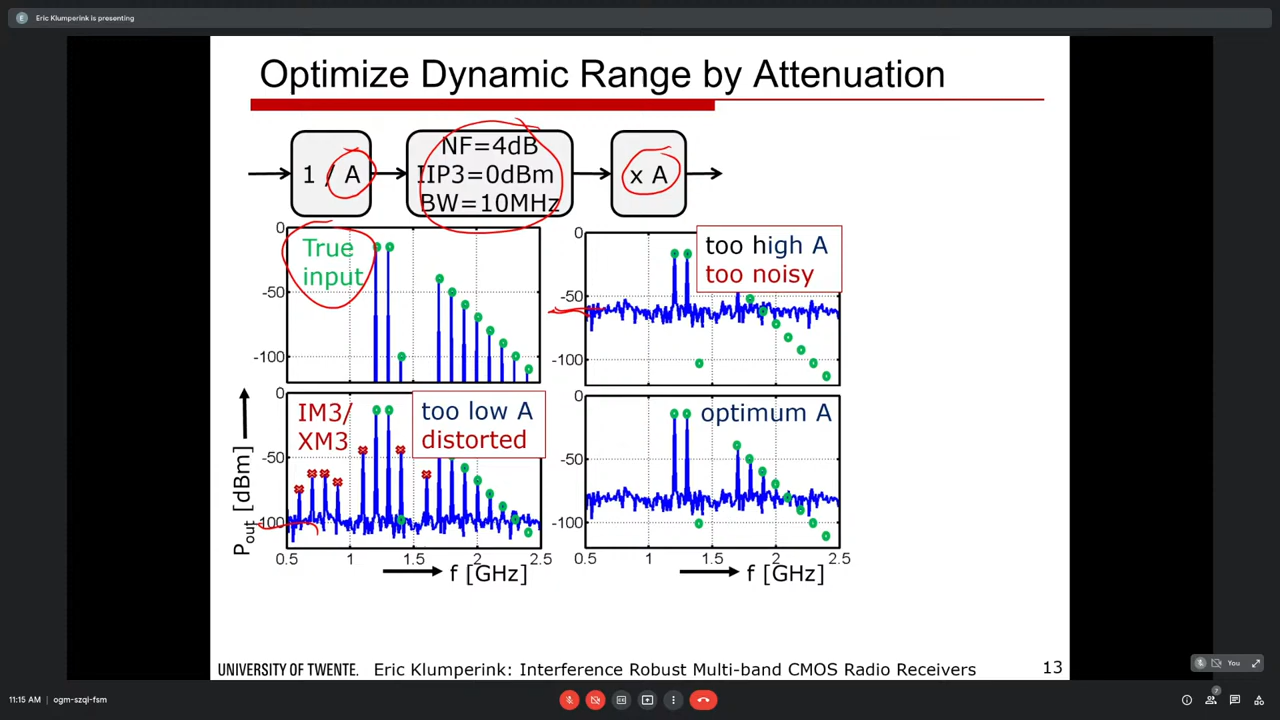 E
Eric Klumperink is presenting
Optimize Dynamic Range by Attenuation
1 / A
NF=4dB
IIP3=0dBm
BW=10MHz
x A
0
-50
-100
True
input
0
-50
-100
too high A
too noisy
0
-50
-100
IM3/
XM3
too low A
distorted
0
-50
-100
optimum A
Pout [dBm]
0.5 1 1.5 2 2.5
f [GHz]
0.5 1 1.5 2 2.5
f [GHz]
UNIVERSITY OF TWENTE. Eric Klumperink: Interference Robust Multi-band CMOS Radio Receivers 13
You
11:15 AM ogm-szqi-fsm
7